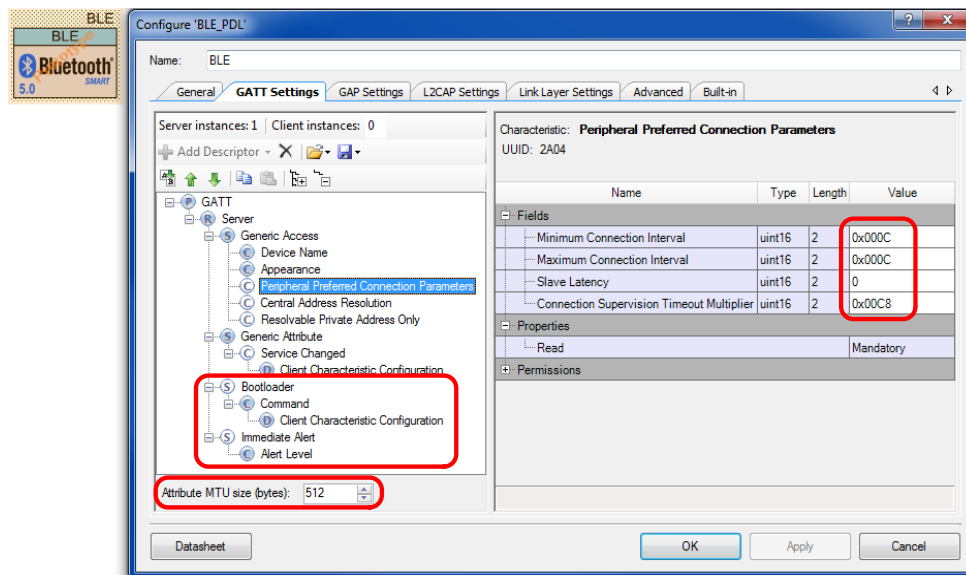 BLE
BLE
Bluetooth
SMART
5.0
prototype
Configure 'BLE_PDL'
Name: BLE
General GATT Settings GAP Settings L2CAP Settings Link Layer Settings Advanced Built-in
Server instances: 1 Client instances: 0
Add Descriptor
GATT
Server
Generic Access
Device Name
Appearance
Peripheral Preferred Connection Parameters
Central Address Resolution
Resolvable Private Address Only
Generic Attribute
Service Changed
Client Characteristic Configuration
Bootloader
Command
Client Characteristic Configuration
Immediate Alert
Alert Level
Attribute MTU size (bytes): 512
Characteristic: Peripheral Preferred Connection Parameters
UUID: 2A04
Name Type Length Value
Fields
Minimum Connection Interval uint16 2 0x000C
Maximum Connection Interval uint16 2 0x000C
Slave Latency uint16 2 0
Connection Supervision Timeout Multiplier uint16 2 0x00C8
Properties
Read Mandatory
Permissions
Datasheet OK Apply Cancel